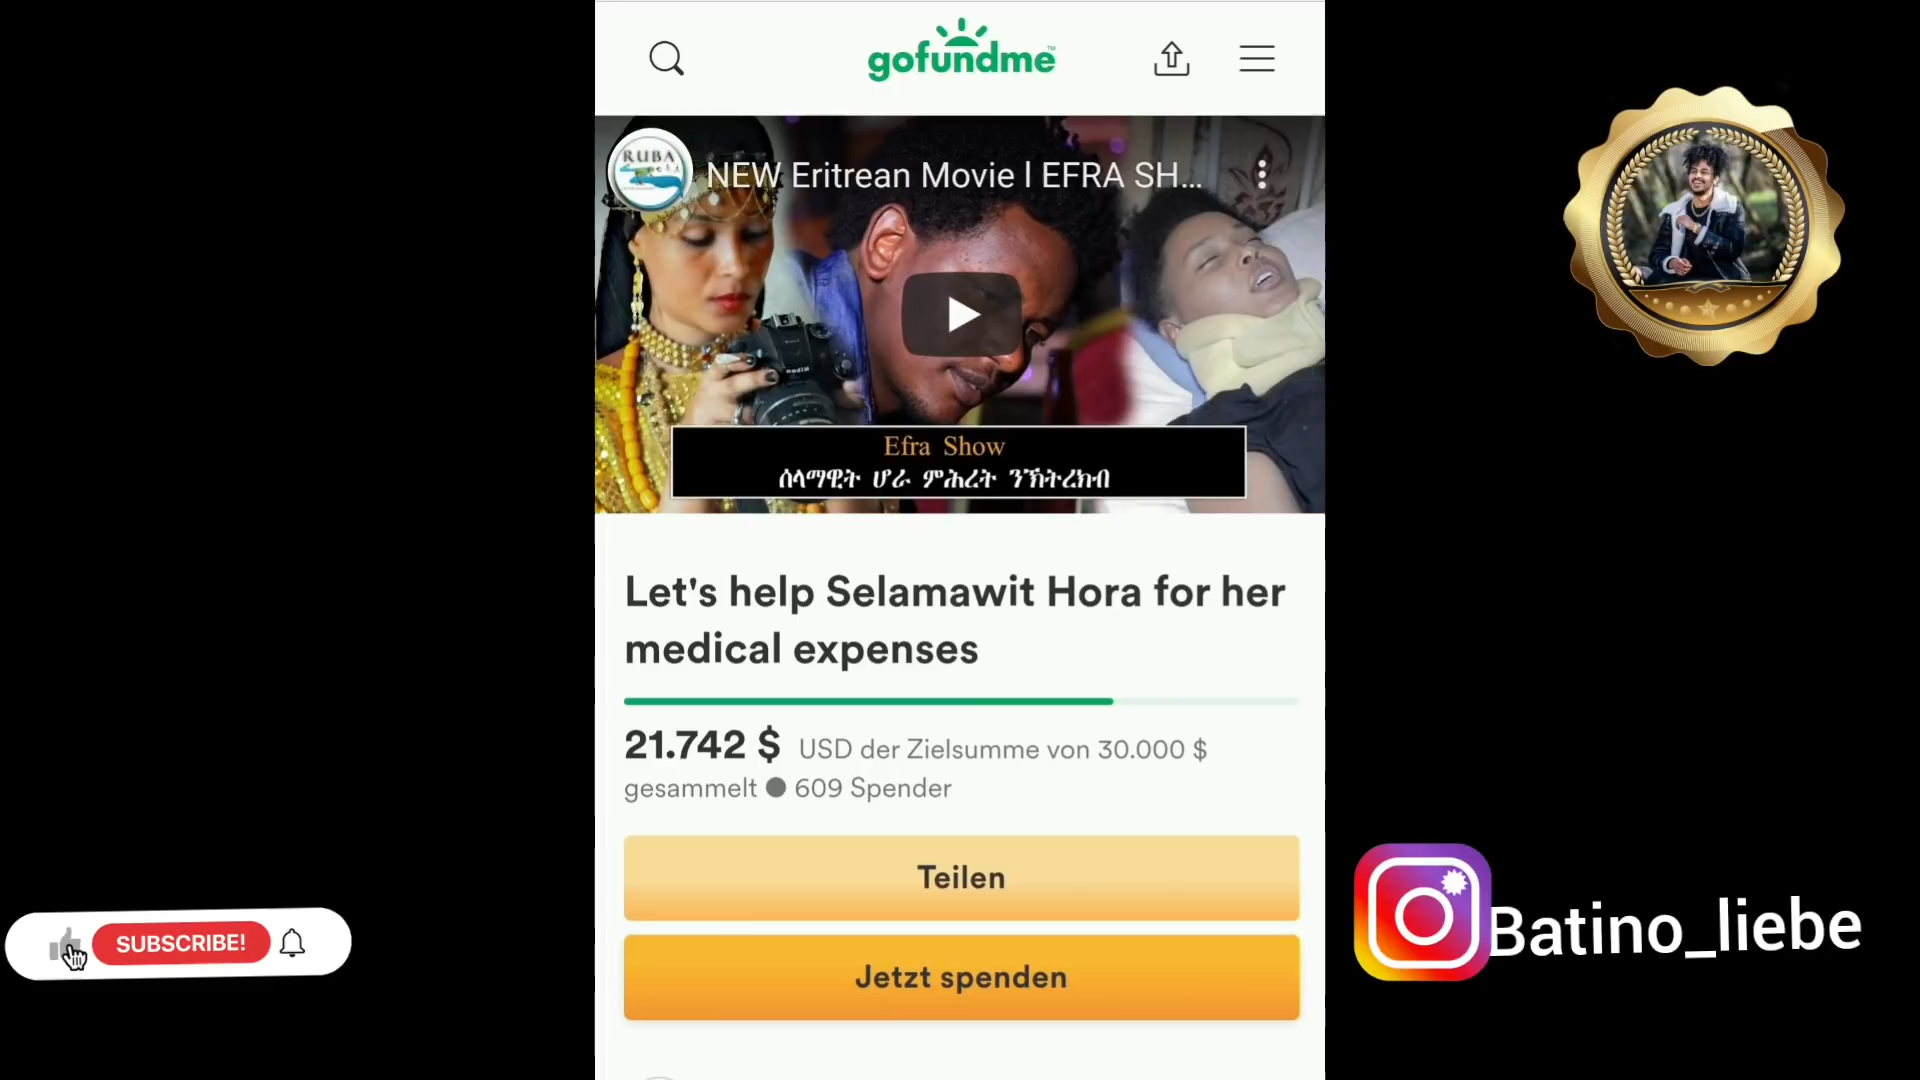 gofundme
RUBA
NEW Eritrean Movie l EFRA SH...
Efra Show
ሰላማዊት ሆራ ምሕረት ንኽትረክብ
Let's help Selamawit Hora for her
medical expenses
21.742 $ USD der Zielsumme von 30.000 $
gesammelt ● 609 Spender
Teilen
Jetzt spenden
SUBSCRIBE!
Batino_liebe